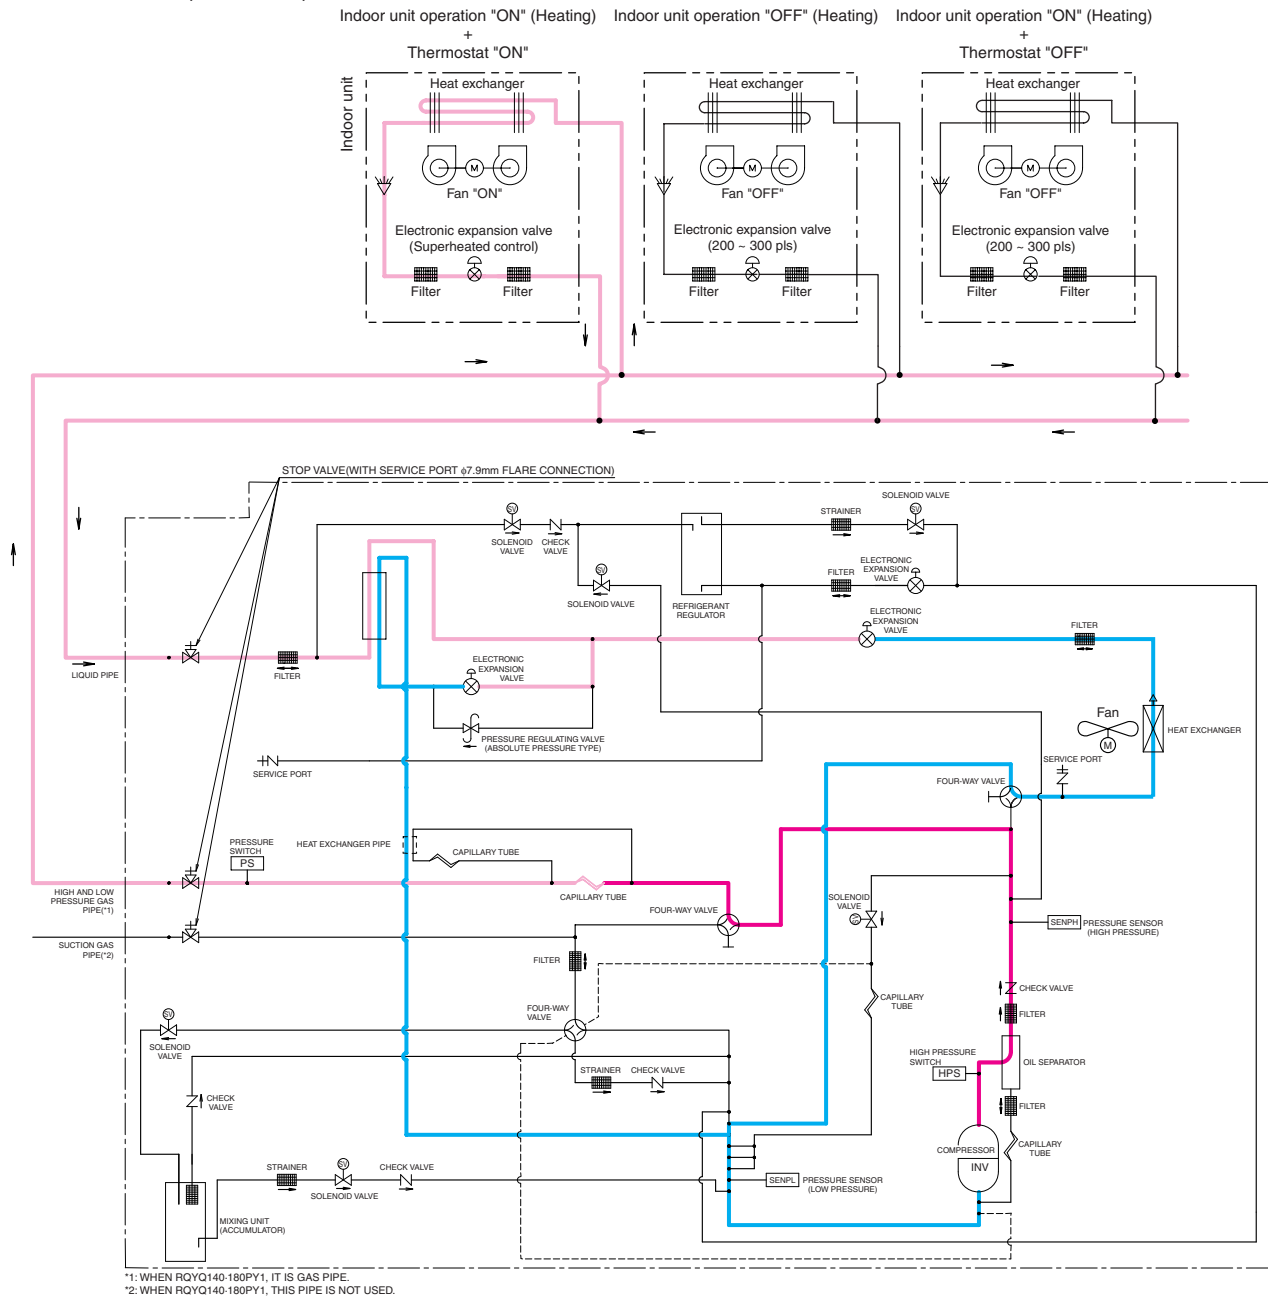 Indoor unit operation "ON" (Heating)
+
Thermostat "ON"
Indoor unit operation "OFF" (Heating)
Indoor unit operation "ON" (Heating)
+
Thermostat "OFF"
Indoor unit
Heat exchanger
M
Fan "ON"
Electronic expansion valve
(Superheated control)
Filter
Filter
Heat exchanger
M
Fan "OFF"
Electronic expansion valve
(200 ~ 300 pls)
Filter
Filter
Heat exchanger
M
Fan "OFF"
Electronic expansion valve
(200 ~ 300 pls)
Filter
Filter
STOP VALVE(WITH SERVICE PORT φ7.9mm FLARE CONNECTION)
SV
SOLENOID
VALVE
CHECK
VALVE
SV
SOLENOID VALVE
REFRIGERANT
REGULATOR
STRAINER
SOLENOID VALVE
SV
FILTER
ELECTRONIC
EXPANSION
VALVE
ELECTRONIC
EXPANSION
VALVE
FILTER
LIQUID PIPE
FILTER
ELECTRONIC
EXPANSION
VALVE
PRESSURE REGULATING VALVE
(ABSOLUTE PRESSURE TYPE)
Fan
M
HEAT EXCHANGER
SERVICE PORT
SERVICE PORT
FOUR-WAY VALVE
PRESSURE
SWITCH
PS
HEAT EXCHANGER PIPE
CAPILLARY TUBE
CAPILLARY TUBE
HIGH AND LOW
PRESSURE GAS
PIPE(*1)
SUCTION GAS
PIPE(*2)
FOUR-WAY VALVE
SOLENOID
VALVE
SV
SENPH
PRESSURE SENSOR
(HIGH PRESSURE)
FILTER
CHECK VALVE
CAPILLARY
TUBE
FILTER
FOUR-WAY
VALVE
SV
SOLENOID
VALVE
HIGH PRESSURE
SWITCH
HPS
OIL SEPARATOR
STRAINER
CHECK VALVE
CHECK
VALVE
FILTER
COMPRESSOR
INV
CAPILLARY
TUBE
STRAINER
SV
SOLENOID VALVE
CHECK VALVE
SENPL
PRESSURE SENSOR
(LOW PRESSURE)
MIXING UNIT
(ACCUMULATOR)
*1: WHEN RQYQ140-180PY1, IT IS GAS PIPE.
*2: WHEN RQYQ140-180PY1, THIS PIPE IS NOT USED.